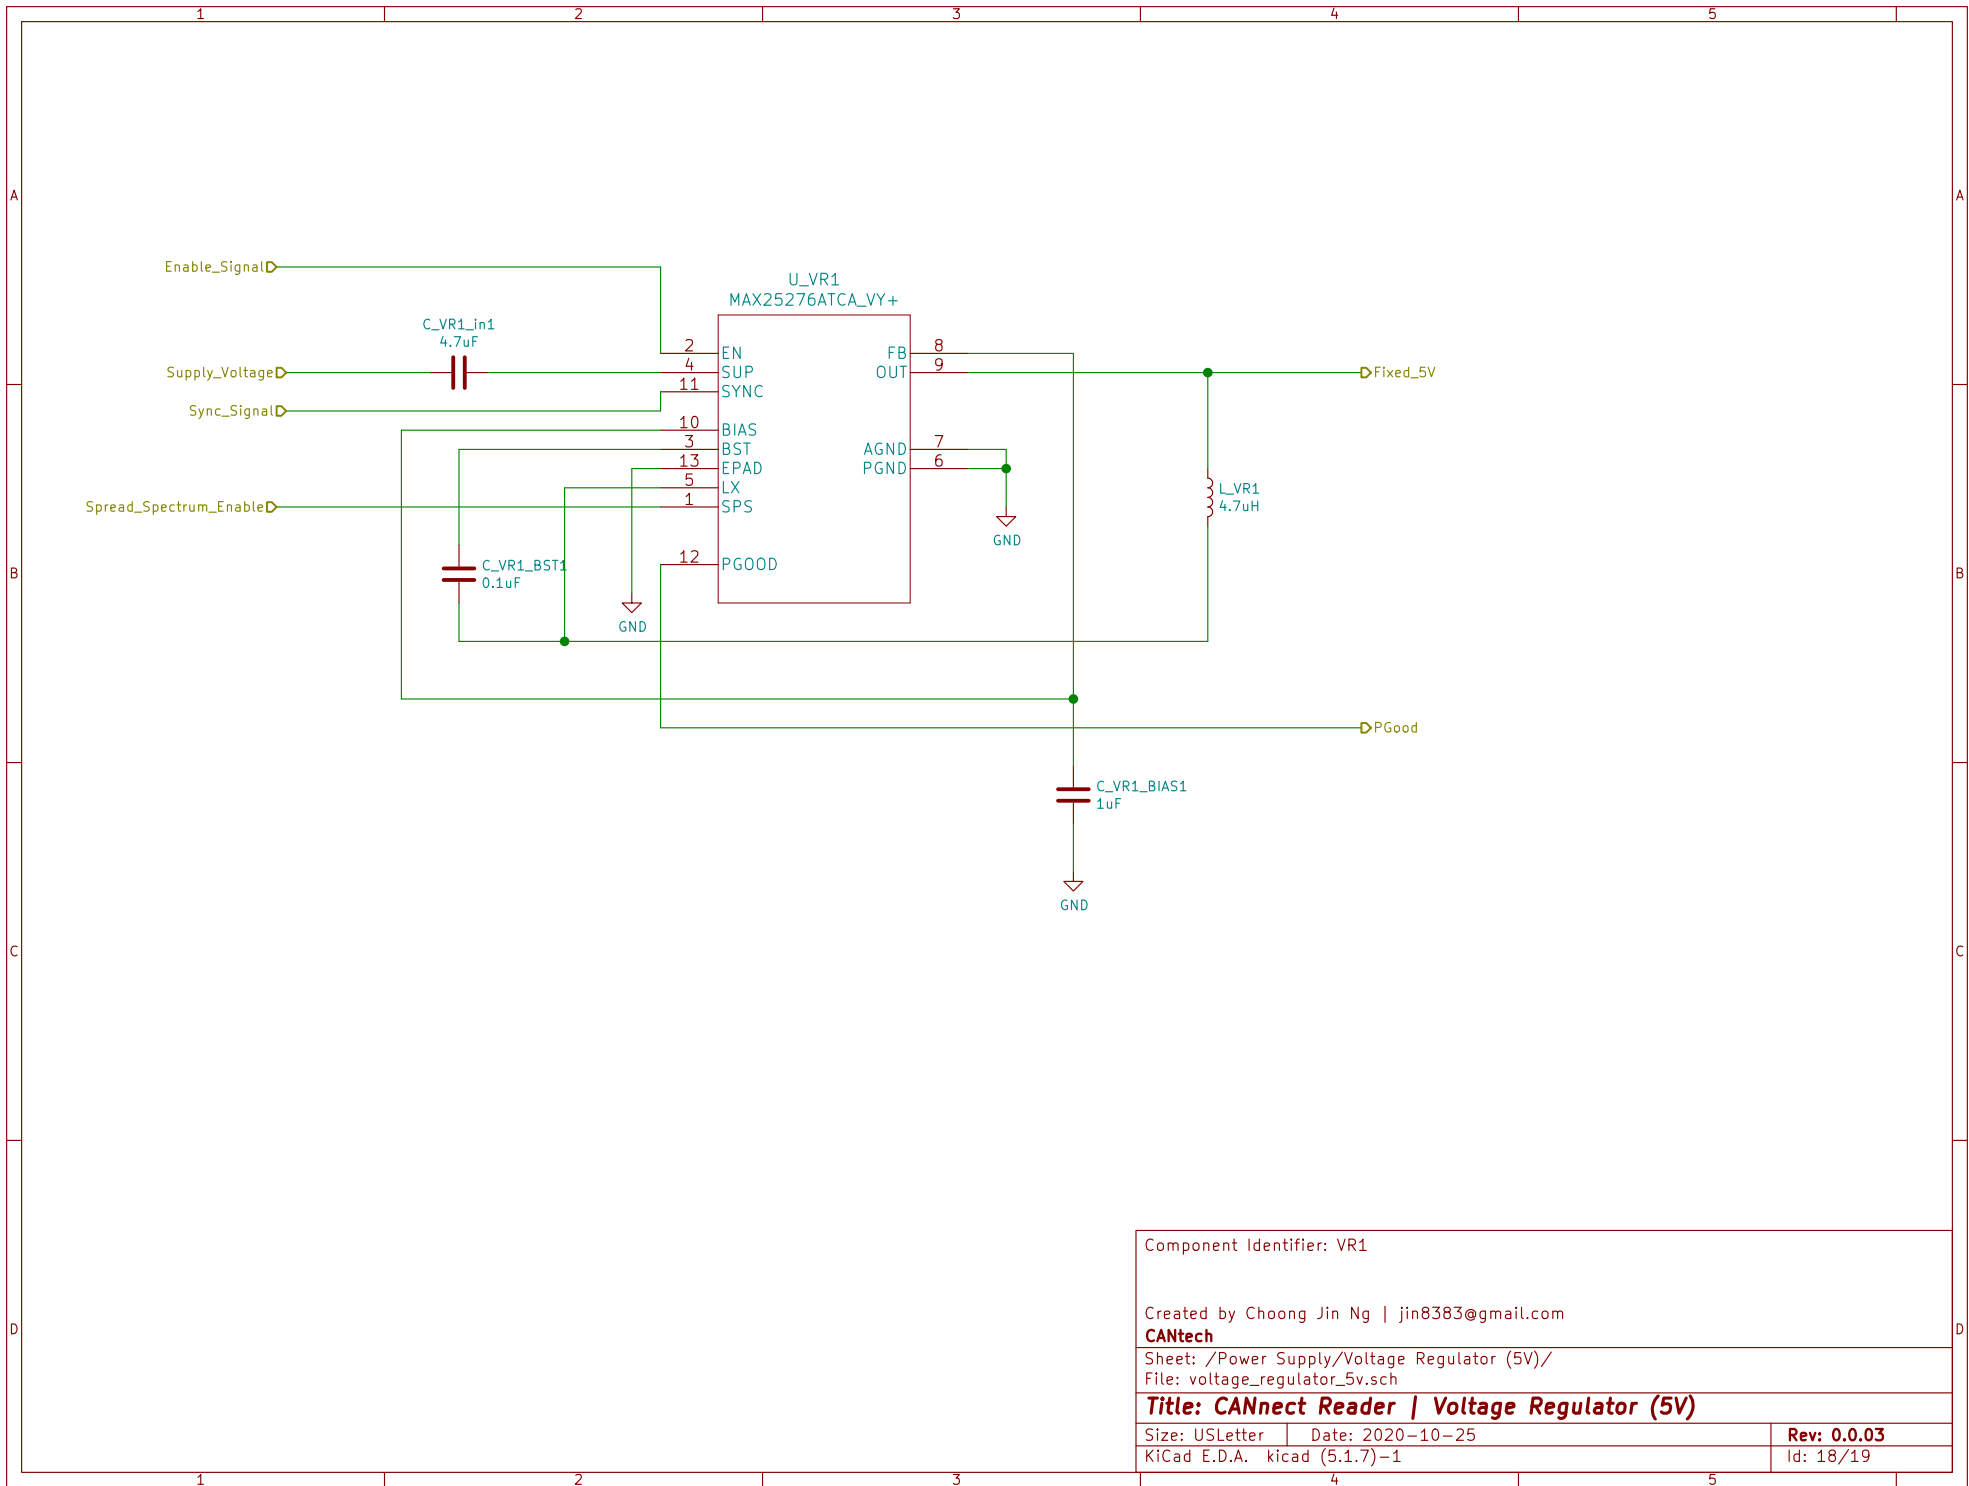 1 2 3 4 5
A A
Enable_Signal
U_VR1
MAX25276ATCA_VY+
C_VR1_in1
4.7uF
2 EN FB 8
Supply_Voltage 4 SUP OUT 9 Fixed_5V
11 SYNC
Sync_Signal
10 BIAS
3 BST AGND 7
13 EPAD PGND 6
5 LX
L_VR1
4.7uH
Spread_Spectrum_Enable 1 SPS
GND
12 PGOOD
C_VR1_BST1
0.1uF
B B
GND
PGood
C_VR1_BIAS1
1uF
GND
C C
Component Identifier: VR1
Created by Choong Jin Ng | jin8383@gmail.com
D D
CANtech
Sheet: /Power Supply/Voltage Regulator (5V)/
File: voltage_regulator_5v.sch
Title: CANnect Reader | Voltage Regulator (5V)
Size: USLetter Date: 2020-10-25 Rev: 0.0.03
KiCad E.D.A. kicad (5.1.7)-1 Id: 18/19
1 2 3 4 5